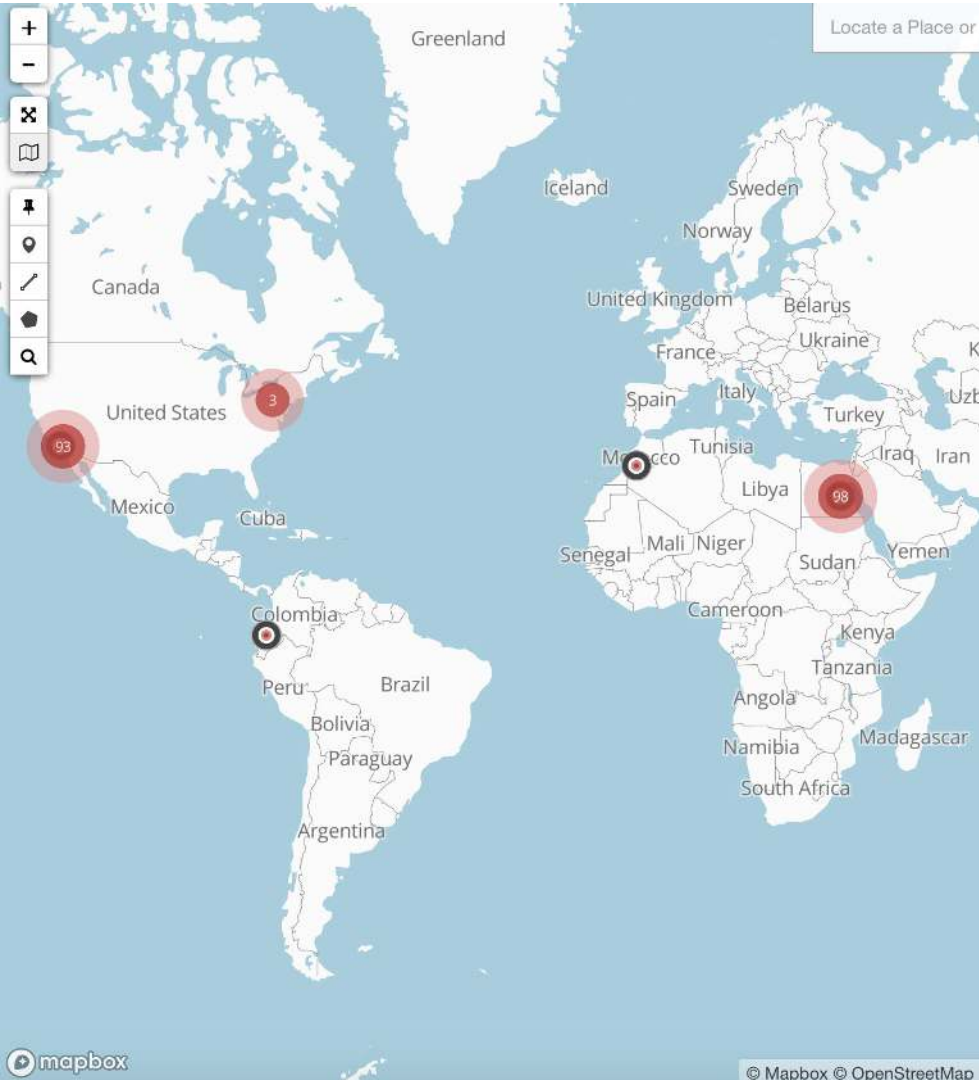 +
Locate a Place or
−
Greenland
Iceland
Sweden
Norway
Canada
United Kingdom
Belarus
Ukraine
France
K
Italy
Uzb
Spain
3
United States
Turkey
93
Tunisia
Morocco
Iraq
Iran
Libya
98
Mexico
Cuba
Mali
Niger
Senegal
Yemen
Sudan
Cameroon
Colombia
Kenya
Tanzania
Peru
Brazil
Angola
Bolivia
Madagascar
Namibia
Paraguay
South Africa
Argentina
mapbox
© Mapbox © OpenStreetMap